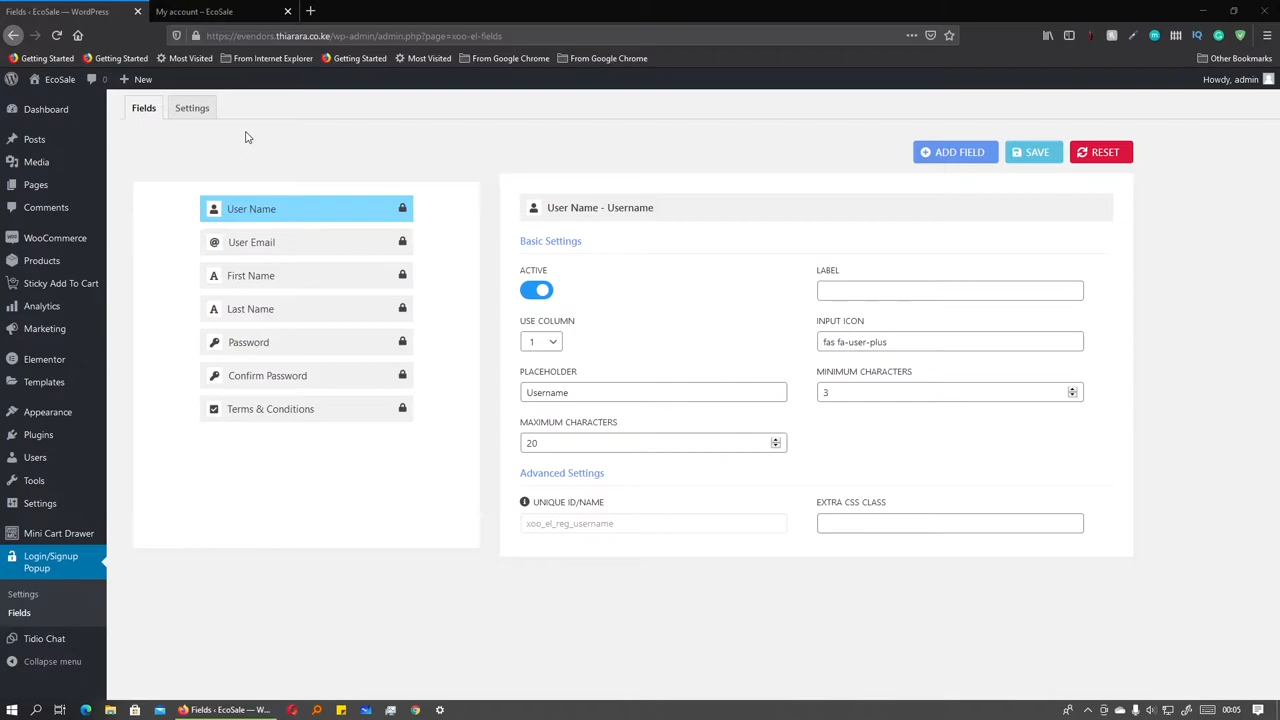 Fields ‹ EcoSale — WordPress
My account – EcoSale
https://evendors.thiarara.co.ke/wp-admin/admin.php?page=xoo-el-fields
Getting Started
Getting Started
Most Visited
From Internet Explorer
Getting Started
Most Visited
From Google Chrome
From Google Chrome
Other Bookmarks
EcoSale
0
New
Howdy, admin
Dashboard
Posts
Media
Pages
Comments
WooCommerce
Products
Sticky Add To Cart
Analytics
Marketing
Elementor
Templates
Appearance
Plugins
Users
Tools
Settings
Mini Cart Drawer
Login/Signup
Popup
Settings
Fields
Tidio Chat
Collapse menu
Fields
Settings
ADD FIELD
SAVE
RESET
User Name
User Email
First Name
Last Name
Password
Confirm Password
Terms & Conditions
User Name - Username
Basic Settings
ACTIVE
LABEL
USE COLUMN
INPUT ICON
1
fas fa-user-plus
PLACEHOLDER
MINIMUM CHARACTERS
Username
3
MAXIMUM CHARACTERS
20
Advanced Settings
UNIQUE ID/NAME
EXTRA CSS CLASS
xoo_el_reg_username
Fields ‹ EcoSale — W...
00:05